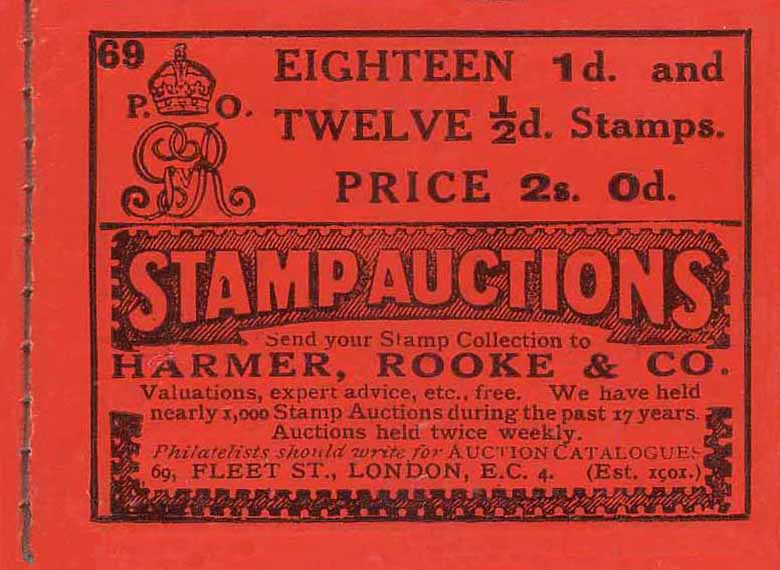 69
P. O.
GvR
EIGHTEEN 1d. and
TWELVE ½d. Stamps.
PRICE 2s. 0d.
STAMP AUCTIONS
Send your Stamp Collection to
HARMER, ROOKE & CO.
Valuations, expert advice, etc., free. We have held
nearly 1,000 Stamp Auctions during the past 17 years.
Auctions held twice weekly.
Philatelists should write for AUCTION CATALOGUES
69, FLEET ST., LONDON, E.C. 4. (Est. 1901.)